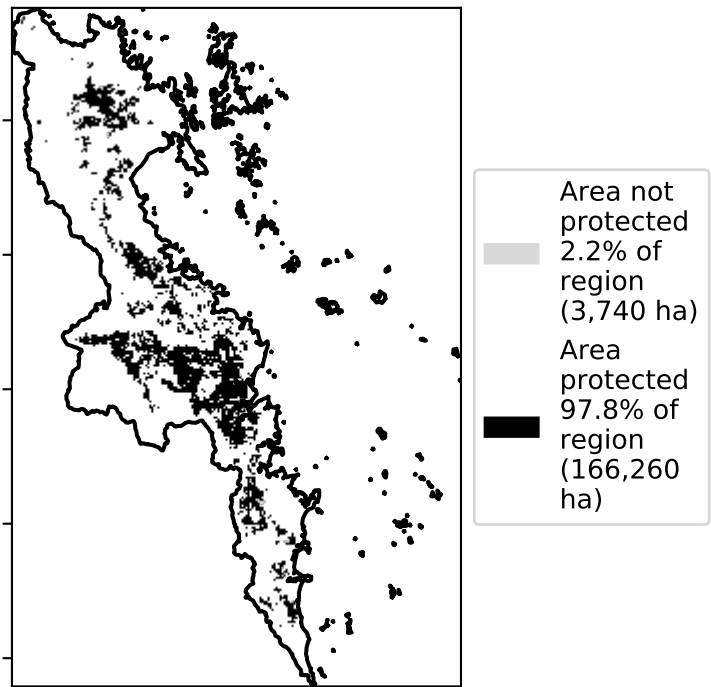 Area not
protected
2.2% of
region
(3,740 ha)
Area
protected
97.8% of
region
(166,260
ha)